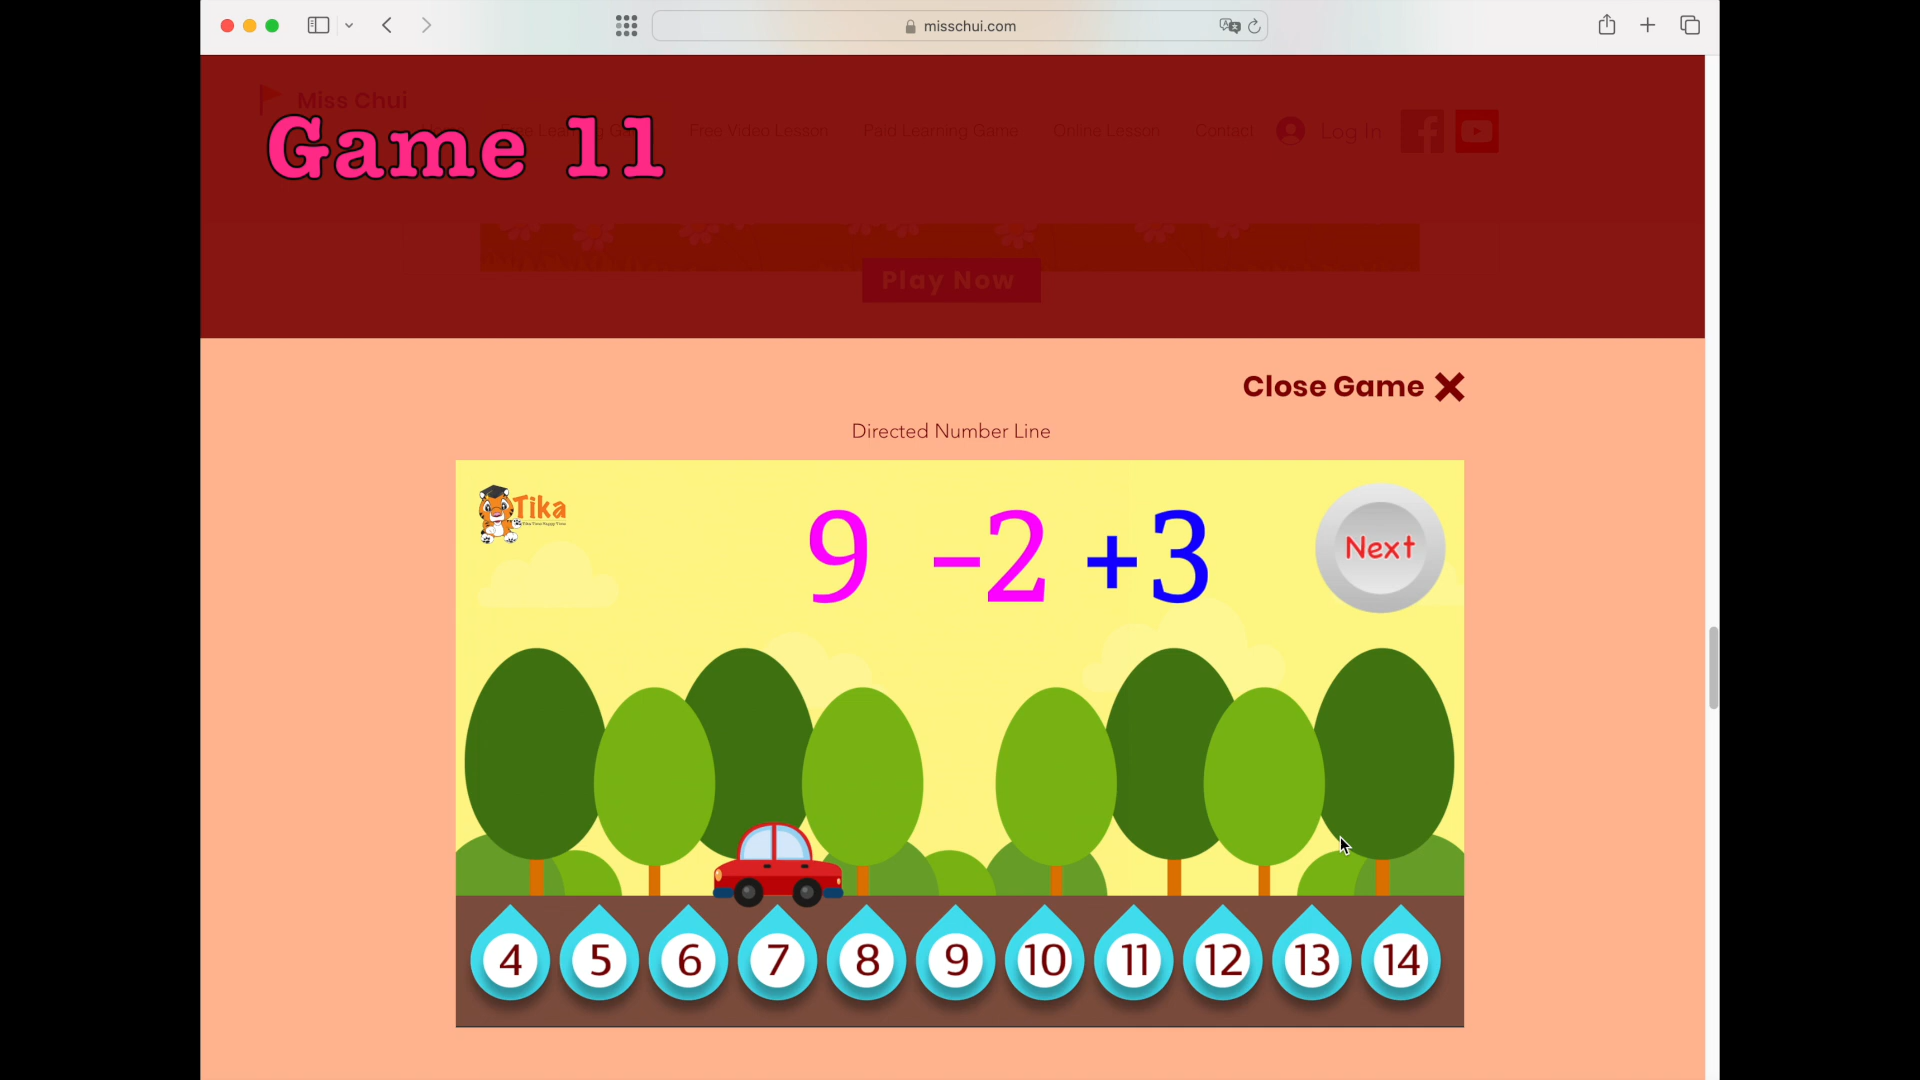 misschui.com
Miss Chui
Game 11
Free Video Lesson
Paid Learning Game
Online Lesson
Contact
Log In
Play Now
Close Game
Directed Number Line
Tika
9 -2 +3
Next
4 5 6 7 8 9 10 11 12 13 14